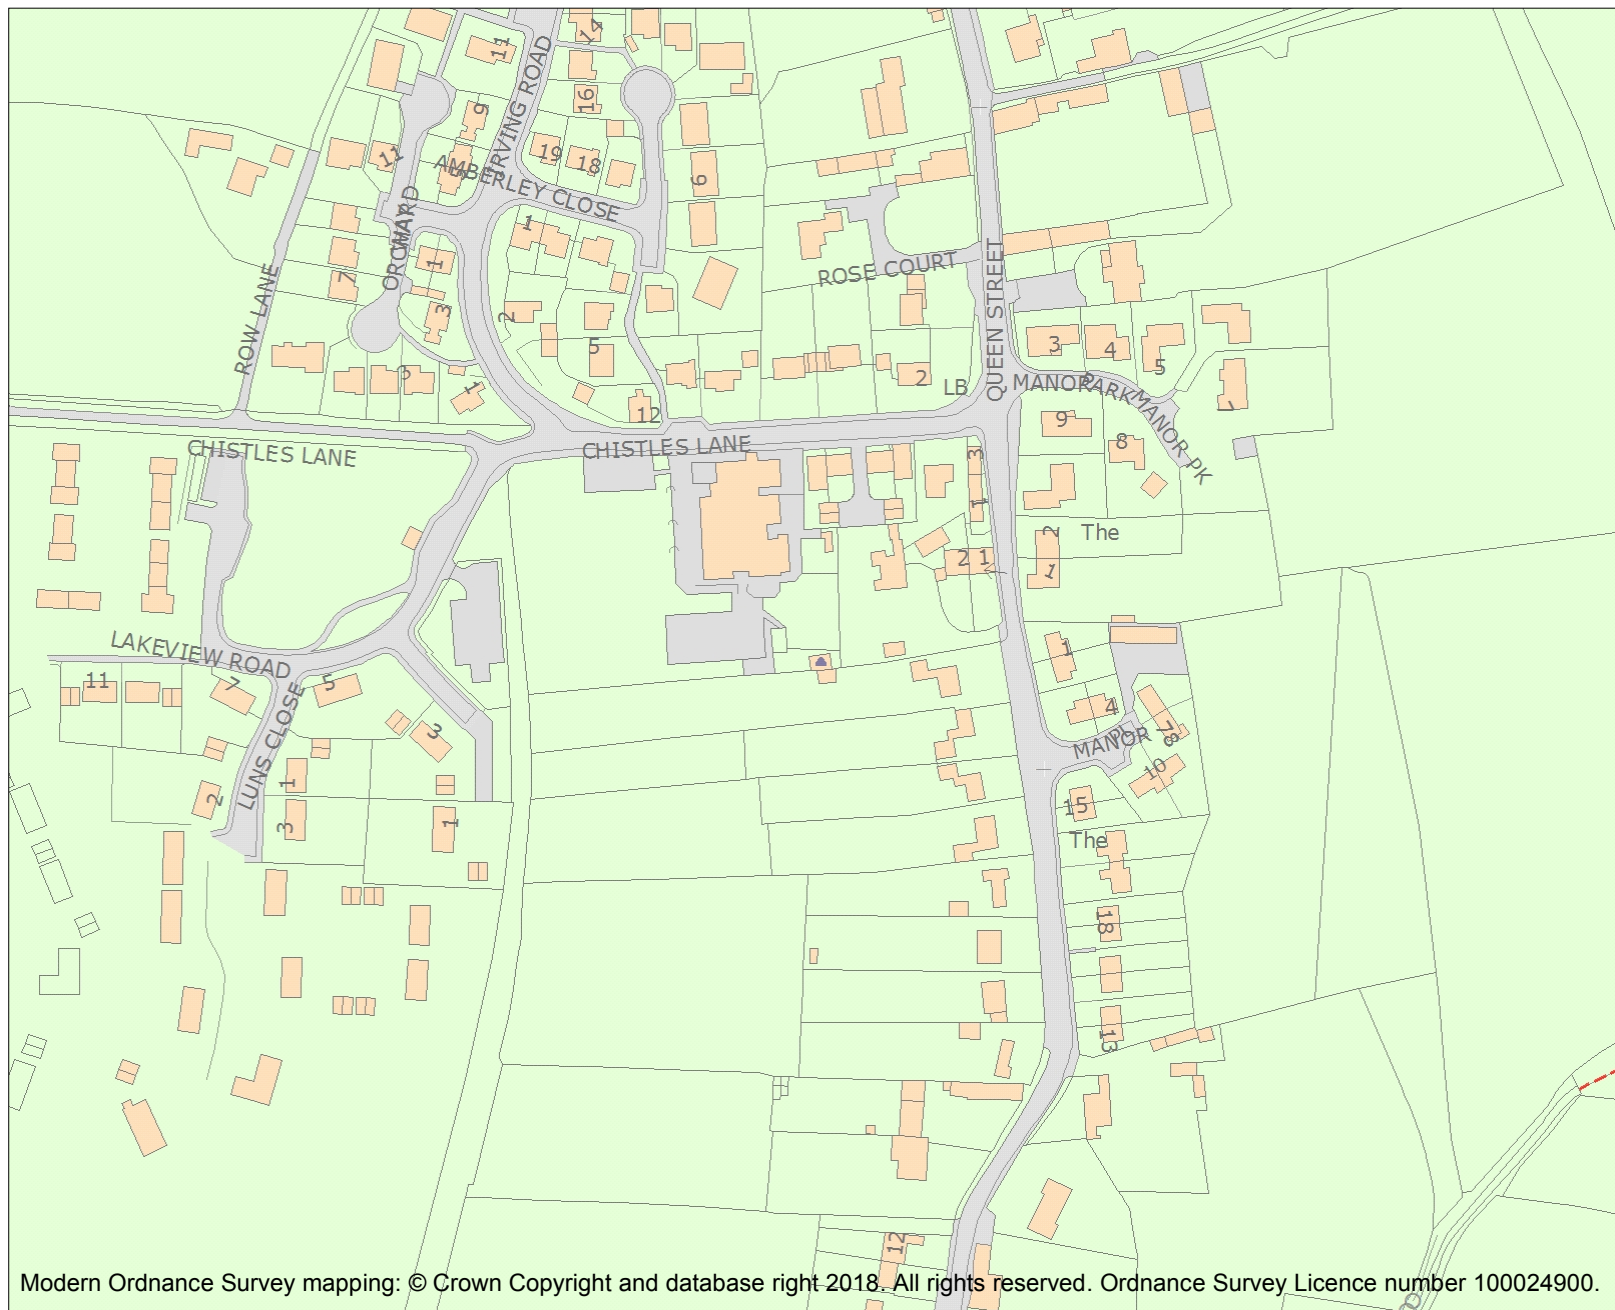 14
11
IRVING ROAD
16
9
11
19
18
AMBERLEY CLOSE
6
ORCHARD
WAY
1
1
ROSE COURT
QUEEN STREET
ROW LANE
7
3
2
3
4
5
5
3
1
2
LB
MANOR
PARK
MANOR PK
7
12
9
8
CHISTLES LANE
CHISTLES LANE
3
1
2
The
2
1
1
LAKEVIEW ROAD
1
11
7
5
4
LUNS CLOSE
3
MANOR
PL
7
8
10
1
2
15
3
1
The
18
13
12
Modern Ordnance Survey mapping: © Crown Copyright and database right 2018. All rights reserved. Ordnance Survey Licence number 100024900.